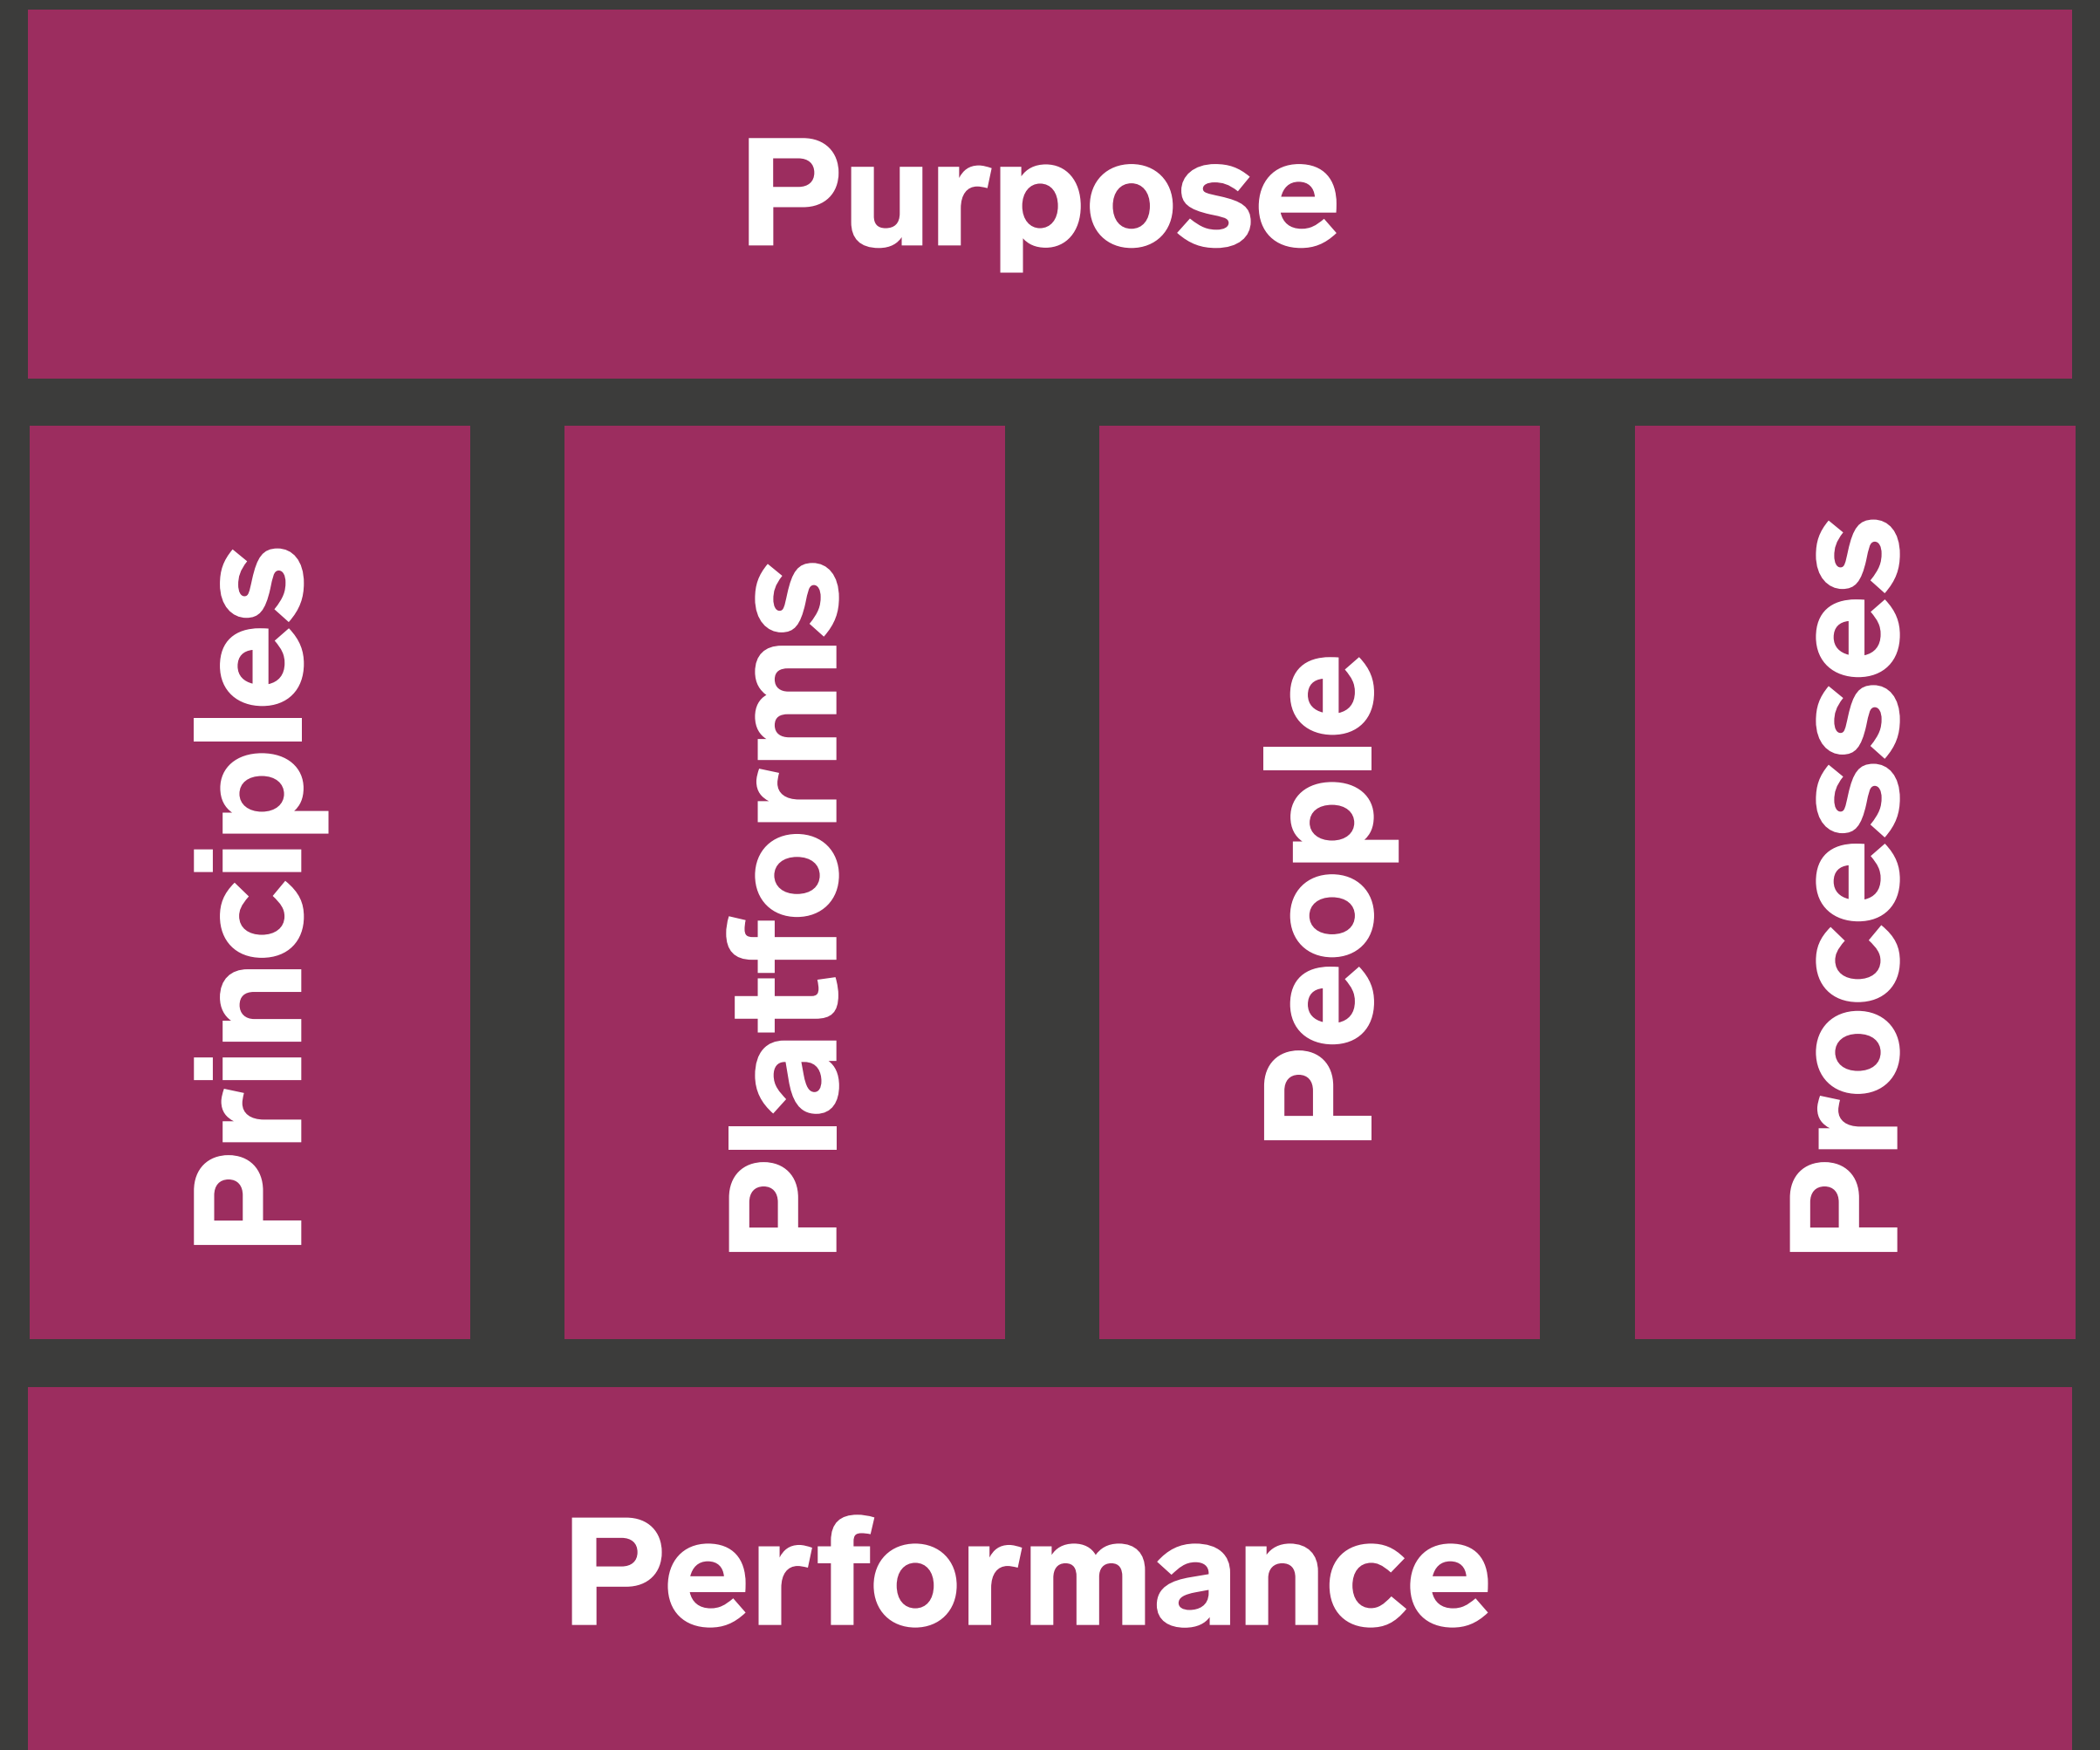 Purpose
Principles
Platforms
People
Processes
Performance